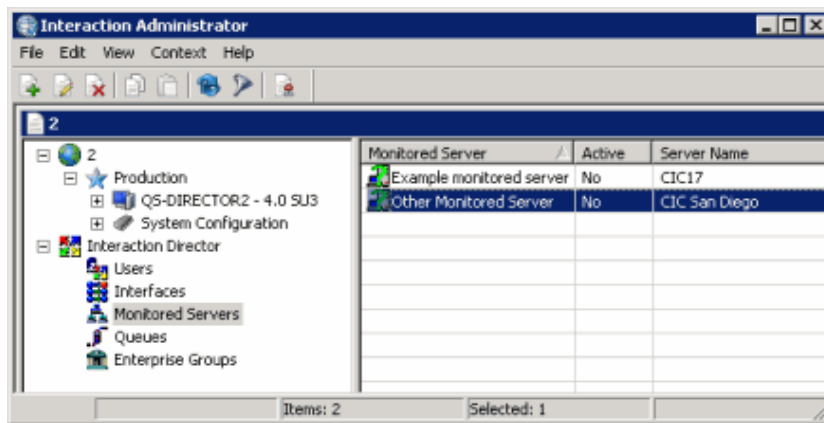 Interaction Administrator
File Edit View Context Help
2
2
Production
QS-DIRECTOR2 - 4.0 SU3
System Configuration
Interaction Director
Users
Interfaces
Monitored Servers
Queues
Enterprise Groups
Monitored Server Active Server Name
Example monitored server No CIC17
Other Monitored Server No CIC San Diego
Items: 2 Selected: 1